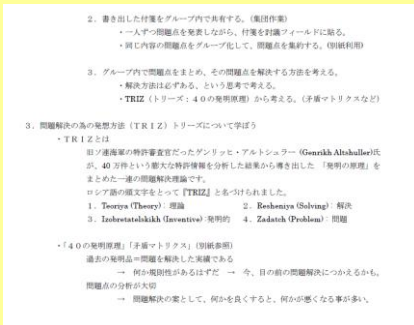 2．書き出した付箋をグループ内で共有する。（集団作業）
・一人ずつ問題点を発表しながら、付箋を討議フィールドに貼る。
・同じ内容の問題点をグループ化して、問題点を集約する。（別紙利用）
3．グループ内で問題点をまとめ、その問題点を解決する方法を考える。
・解決方法は必ずある、という思考で考える。
・TRIZ（トリーズ：４０の発明原理）から考える。（矛盾マトリクスなど）
3．問題解決の為の発想方法（ＴＲＩＺ）トリーズについて学ぼう
・ＴＲＩＺとは
旧ソ連海軍の特許審査官だったゲンリッヒ・アルトシュラー (Genrikh Altshuller)氏
が、40 万件という膨大な特許情報を分析した結果から導き出した 「発明の原理」を
まとめた一連の問題解決理論です。
ロシア語の頭文字をとって『TRIZ』と名づけられました。
1．Teoriya (Theory)：理論 2．Resheniya (Solving)：解決
3．Izobretatelskikh (Inventive)：発明的 4．Zadatch (Problem)：問題
・「４０の発明原理」「矛盾マトリクス」（別紙参照）
過去の発明品＝問題を解決した実績である
→ 何か規則性があるはずだ → 今、目の前の問題解決につかえるかも。
問題点の分析が大切
→ 問題解決の案として、何かを良くすると、何かが悪くなる事が多い。